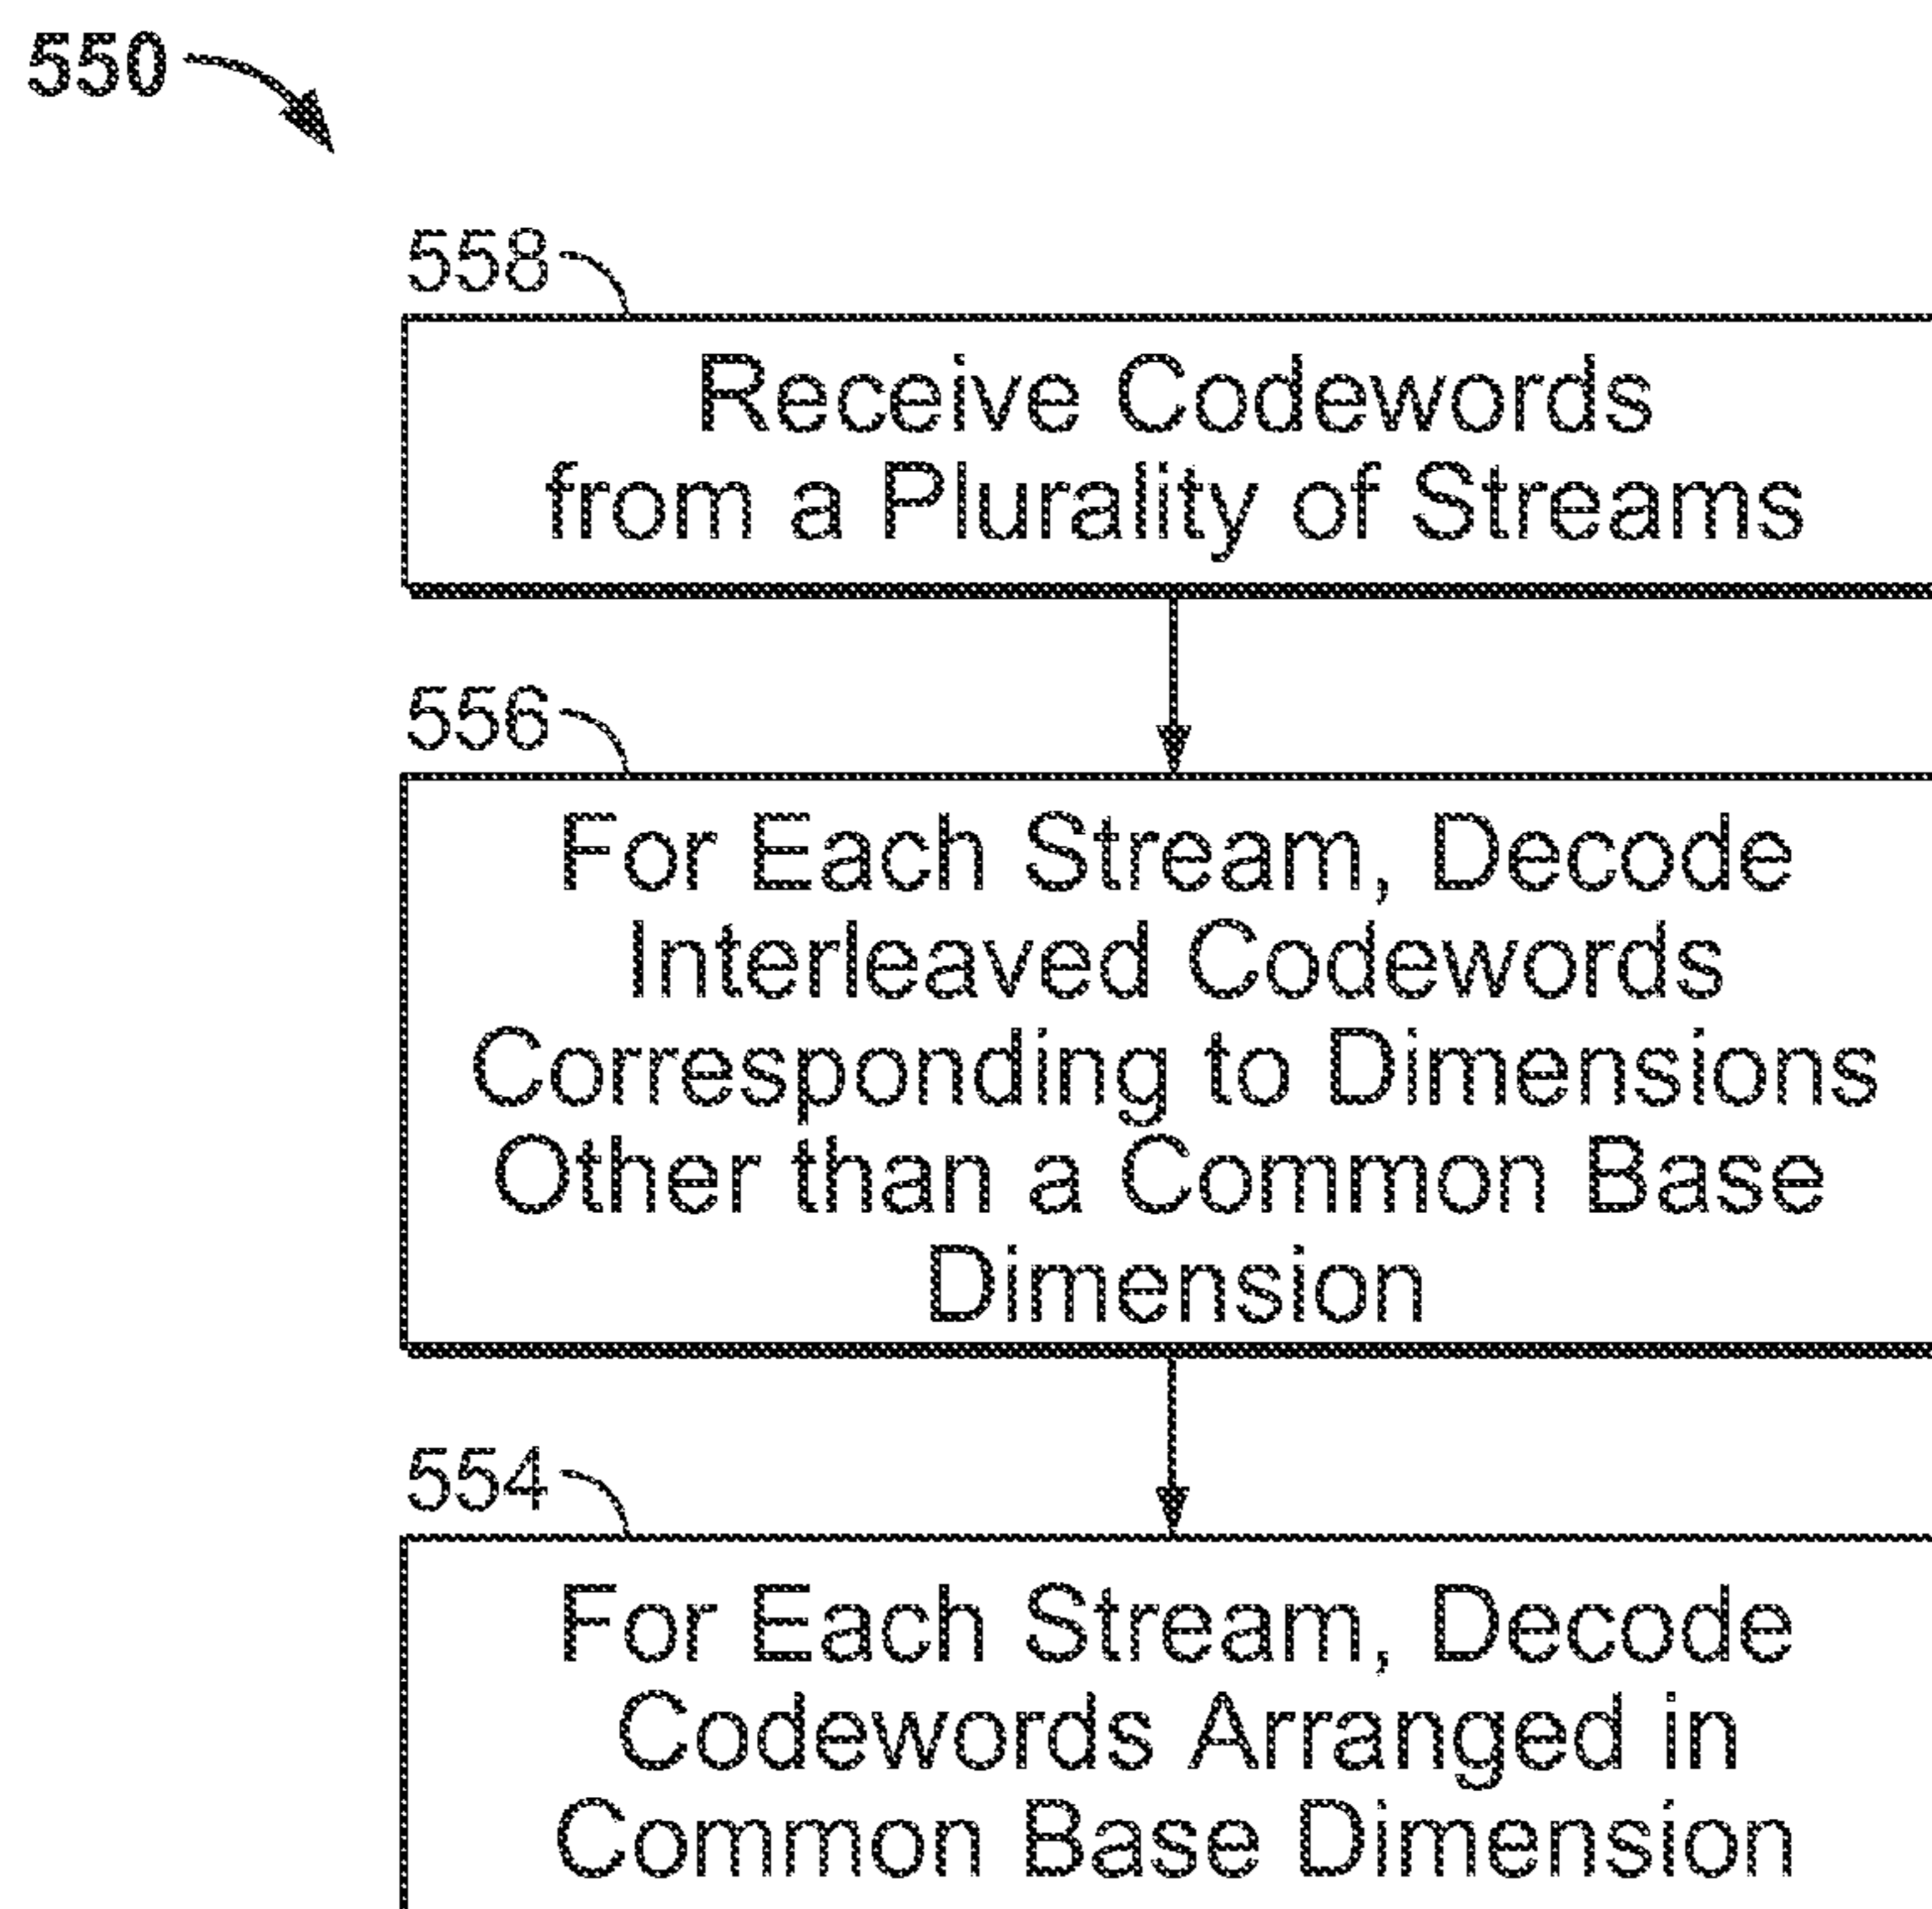 550
558
Receive Codewords
from a Plurality of Streams
556
For Each Stream, Decode
Interleaved Codewords
Corresponding to Dimensions
Other than a Common Base
Dimension
554
For Each Stream, Decode
Codewords Arranged in
Common Base Dimension